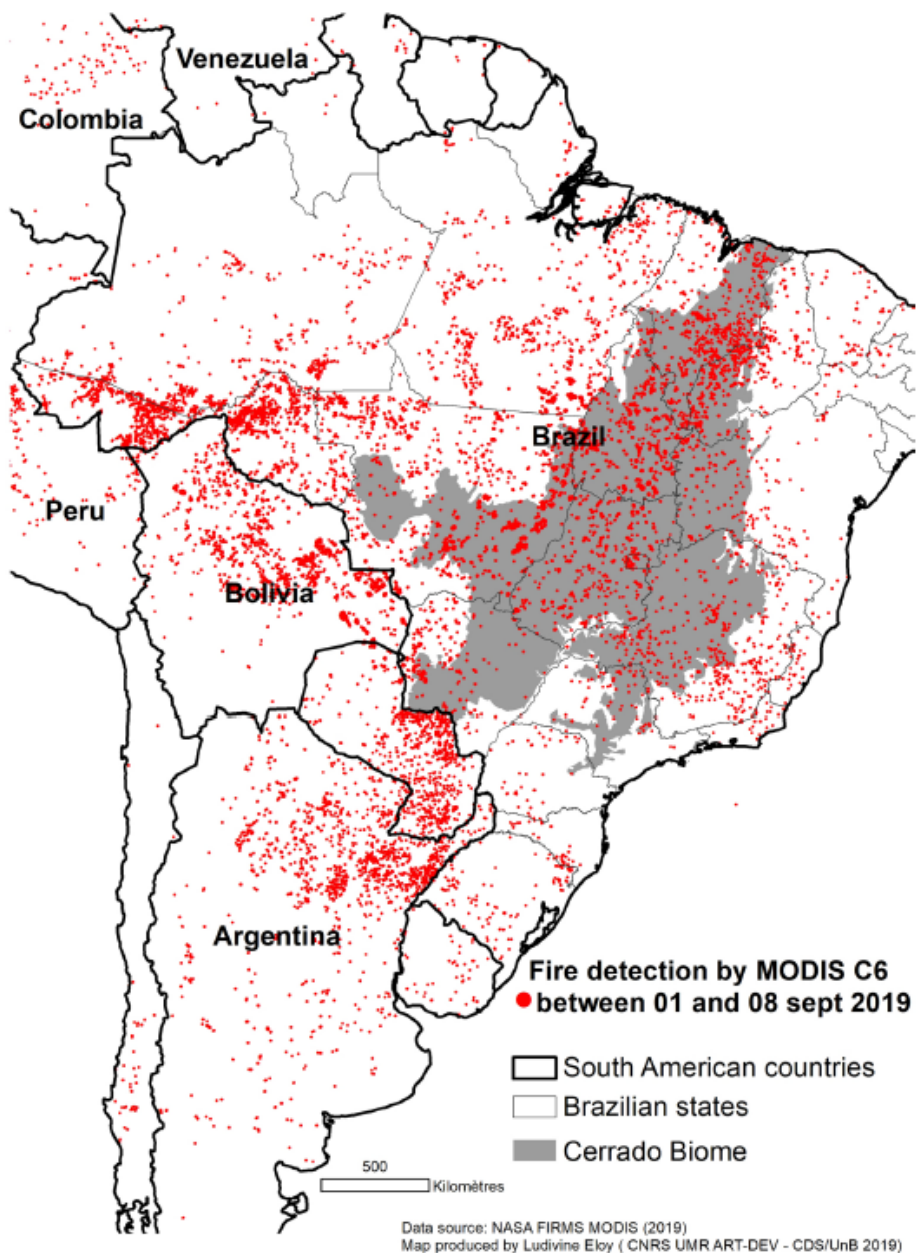 Venezuela
Colombia
Brazil
Peru
Bolivia
Argentina
Fire detection by MODIS C6
between 01 and 08 sept 2019
South American countries
Brazilian states
Cerrado Biome
500
Kilomètres
Data source: NASA FIRMS MODIS (2019)
Map produced by Ludivine Eloy ( CNRS UMR ART-DEV - CDS/UnB 2019)